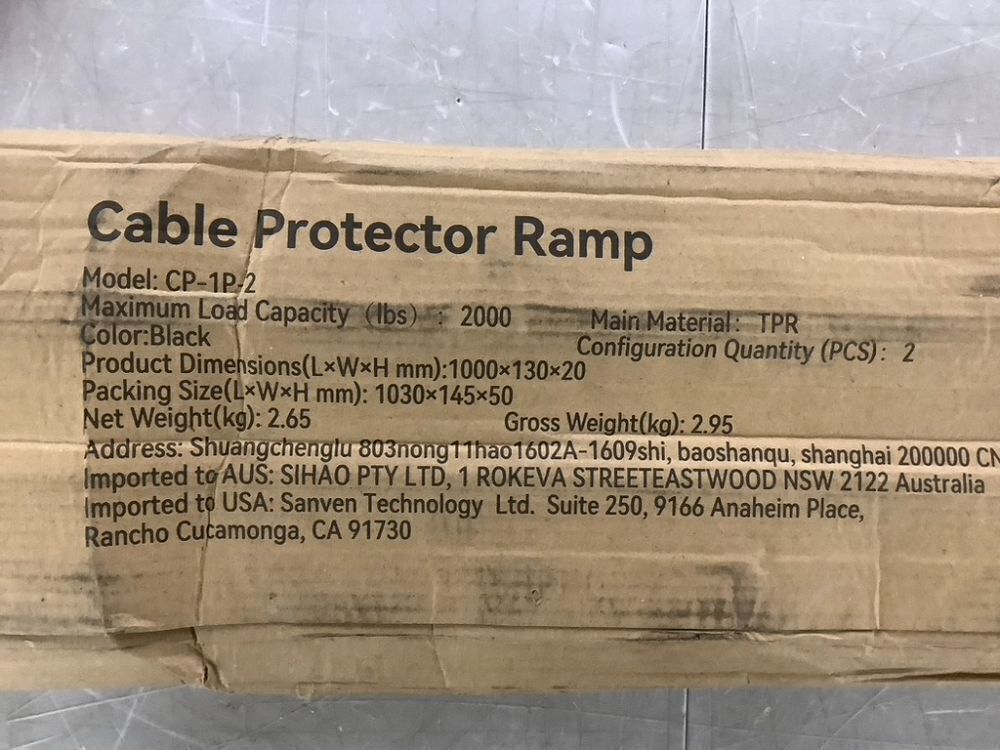 Cable Protector Ramp
Model: CP-1P-2
Maximum Load Capacity（lbs）: 2000 Main Material: TPR
Color:Black Configuration Quantity (PCS): 2
Product Dimensions(L×W×H mm):1000×130×20
Packing Size(L×W×H mm): 1030×145×50
Net Weight(kg): 2.65 Gross Weight(kg): 2.95
Address: Shuangchenglu 803nong11hao1602A-1609shi, baoshanqu, shanghai 200000 CN
Imported to AUS: SIHAO PTY LTD, 1 ROKEVA STREETEASTWOOD NSW 2122 Australia
Imported to USA: Sanven Technology Ltd. Suite 250, 9166 Anaheim Place,
Rancho Cucamonga, CA 91730